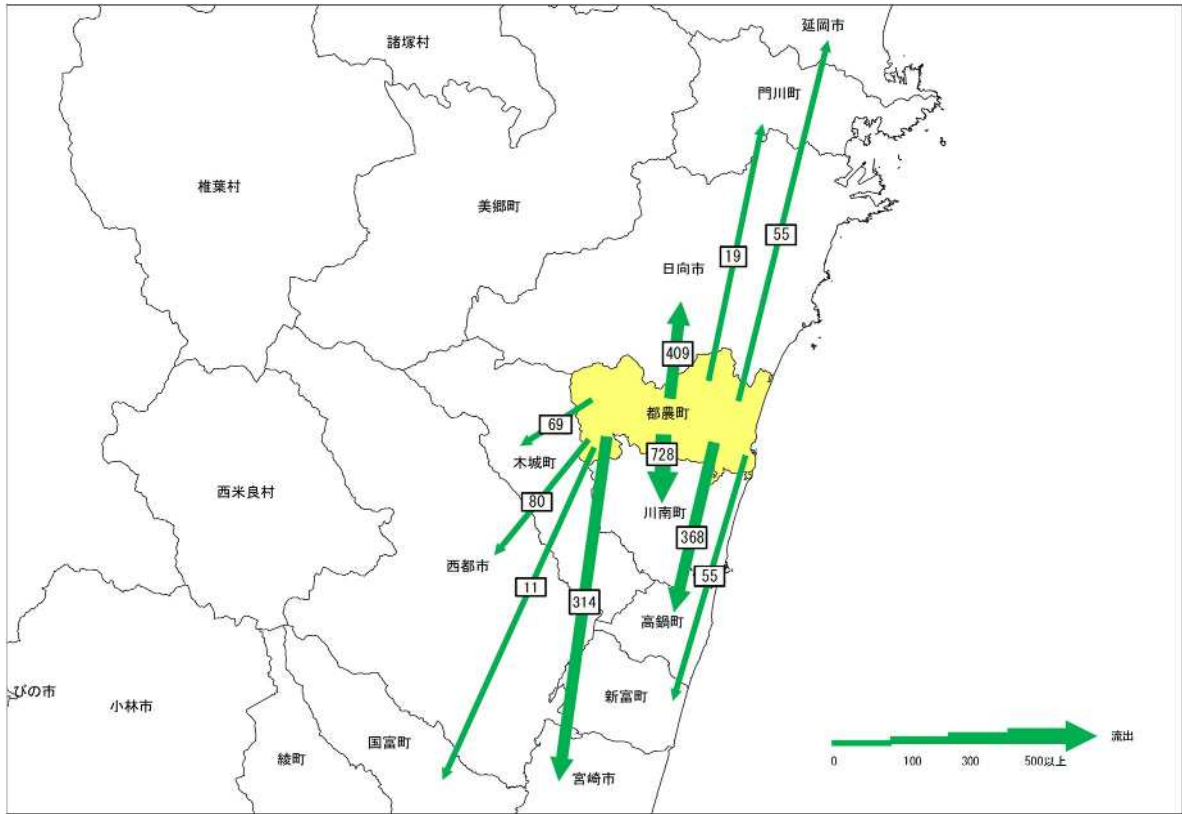 延岡市
諸塚村
門川町
椎葉村
美郷町
55
19
日向市
409
都農町
69
728
木城町
西米良村
80
川南町
368
西都市
55
11
314
高鍋町
びの市
小林市
新富町
国富町
綾町
宮崎市
流出
0 100 300 500以上